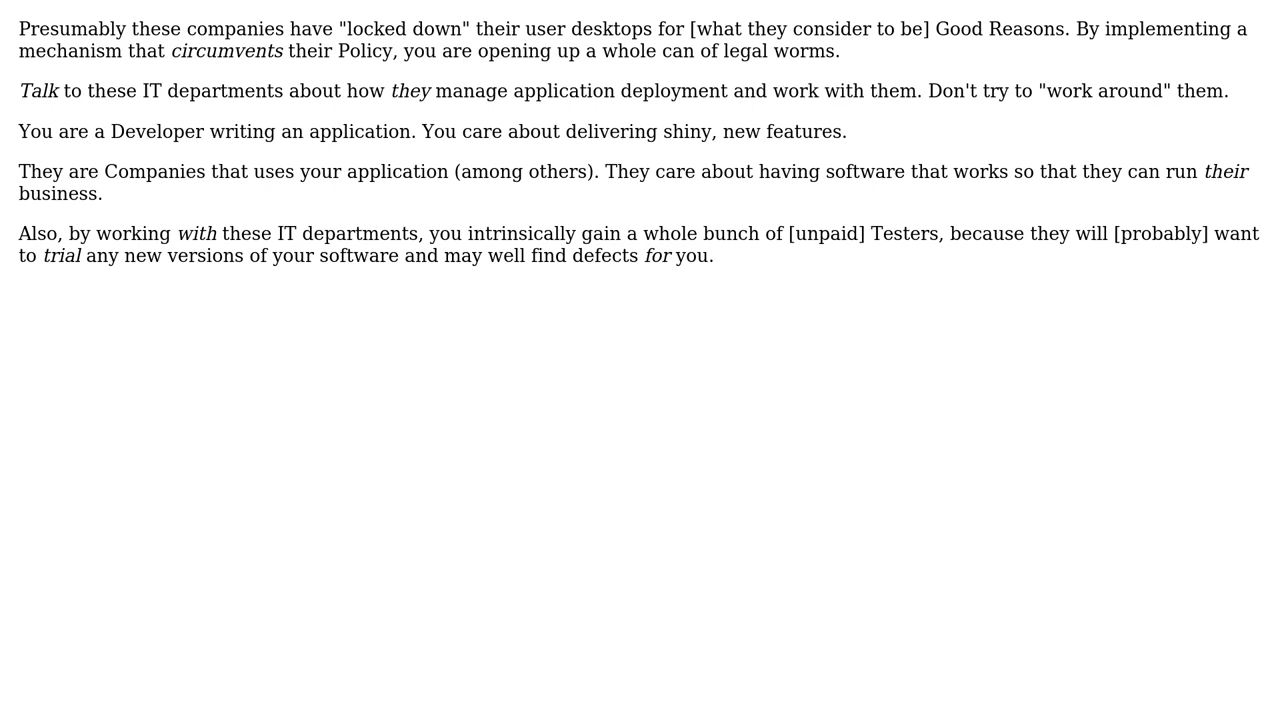 Presumably these companies have "locked down" their user desktops for [what they consider to be] Good Reasons. By implementing a
mechanism that circumvents their Policy, you are opening up a whole can of legal worms.
Talk to these IT departments about how they manage application deployment and work with them. Don't try to "work around" them.
You are a Developer writing an application. You care about delivering shiny, new features.
They are Companies that uses your application (among others). They care about having software that works so that they can run their
business.
Also, by working with these IT departments, you intrinsically gain a whole bunch of [unpaid] Testers, because they will [probably] want
to trial any new versions of your software and may well find defects for you.